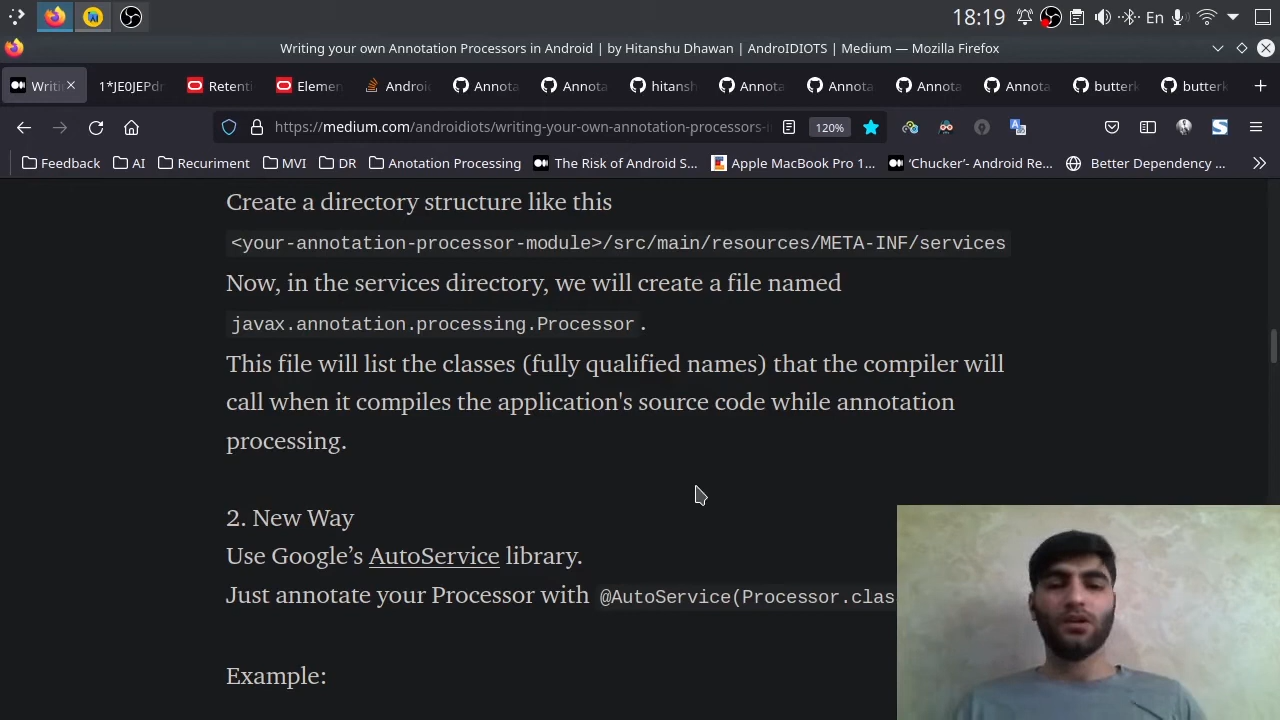 18:19
En
Writing your own Annotation Processors in Android | by Hitanshu Dhawan | AndroIDIOTS | Medium — Mozilla Firefox
Writi
1*JE0JEPdr
Retenti
Elemen
Androi
Annota
Annota
hitansh
Annota
Annota
Annota
Annota
butterk
butterk
https://medium.com/androidiots/writing-your-own-annotation-processors-i
120%
Feedback
AI
Recruriment
MVI
DR
Anotation Processing
The Risk of Android S...
Apple MacBook Pro 1...
‘Chucker’- Android Re...
Better Dependency ...
Create a directory structure like this
<your-annotation-processor-module>/src/main/resources/META-INF/services
Now, in the services directory, we will create a file named
javax.annotation.processing.Processor.
This file will list the classes (fully qualified names) that the compiler will
call when it compiles the application's source code while annotation
processing.
2. New Way
Use Google’s AutoService library.
Just annotate your Processor with @AutoService(Processor.clas
Example: